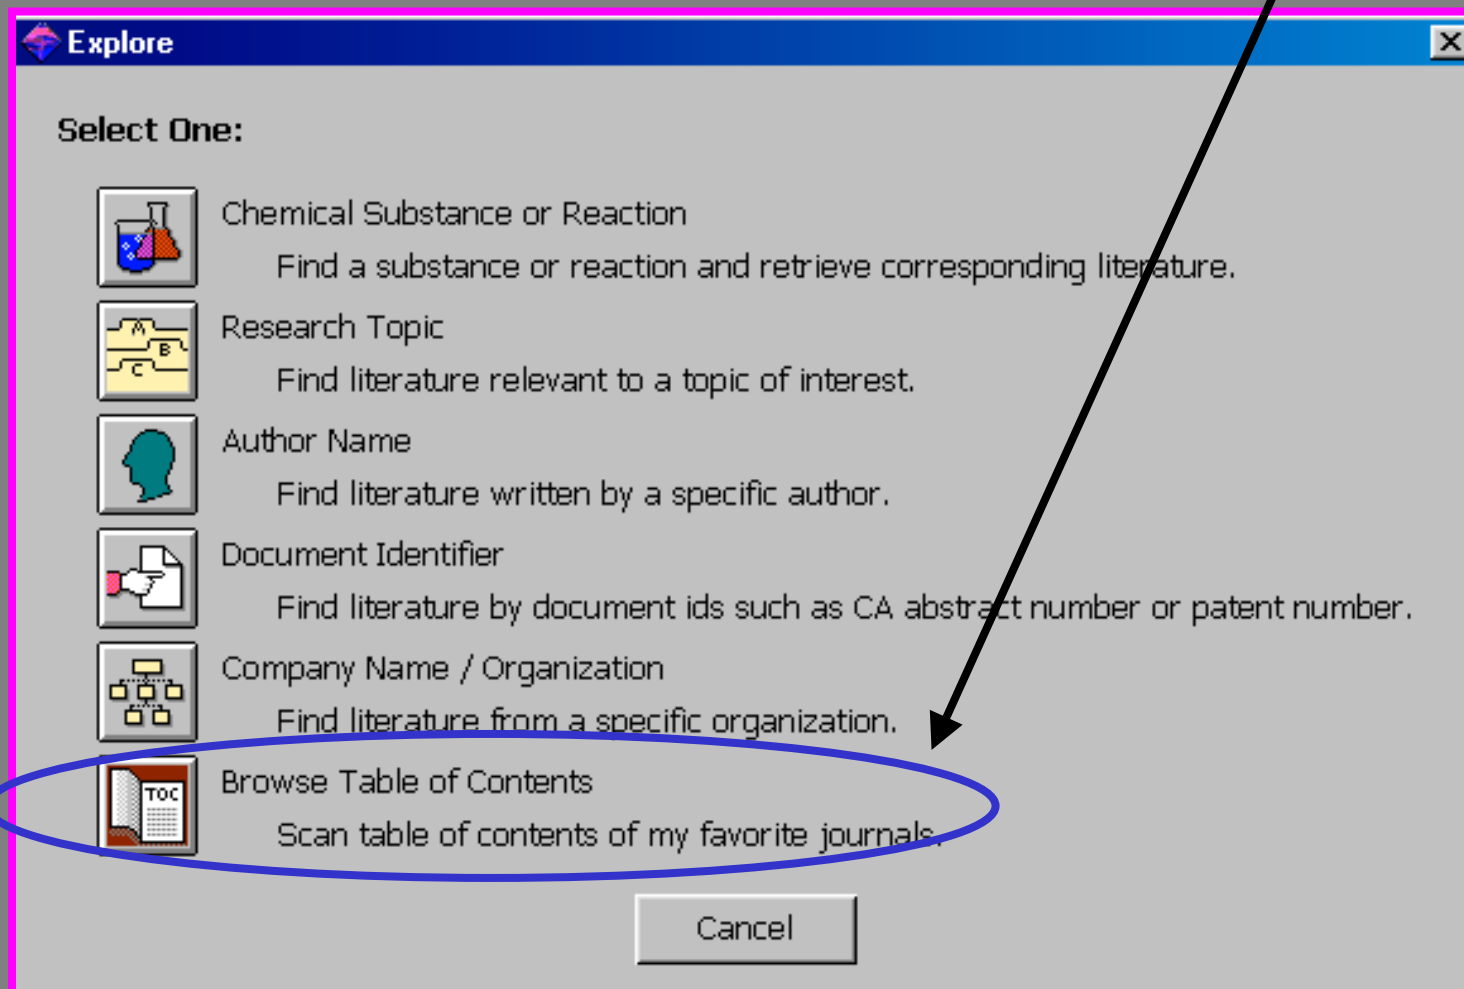 Explore
Select One:
Chemical Substance or Reaction
Find a substance or reaction and retrieve corresponding literature.
A
B
C
Research Topic
Find literature relevant to a topic of interest.
Author Name
Find literature written by a specific author.
Document Identifier
Find literature by document ids such as CA abstract number or patent number.
Company Name / Organization
Find literature from a specific organization.
TOC
Browse Table of Contents
Scan table of contents of my favorite journals.
Cancel